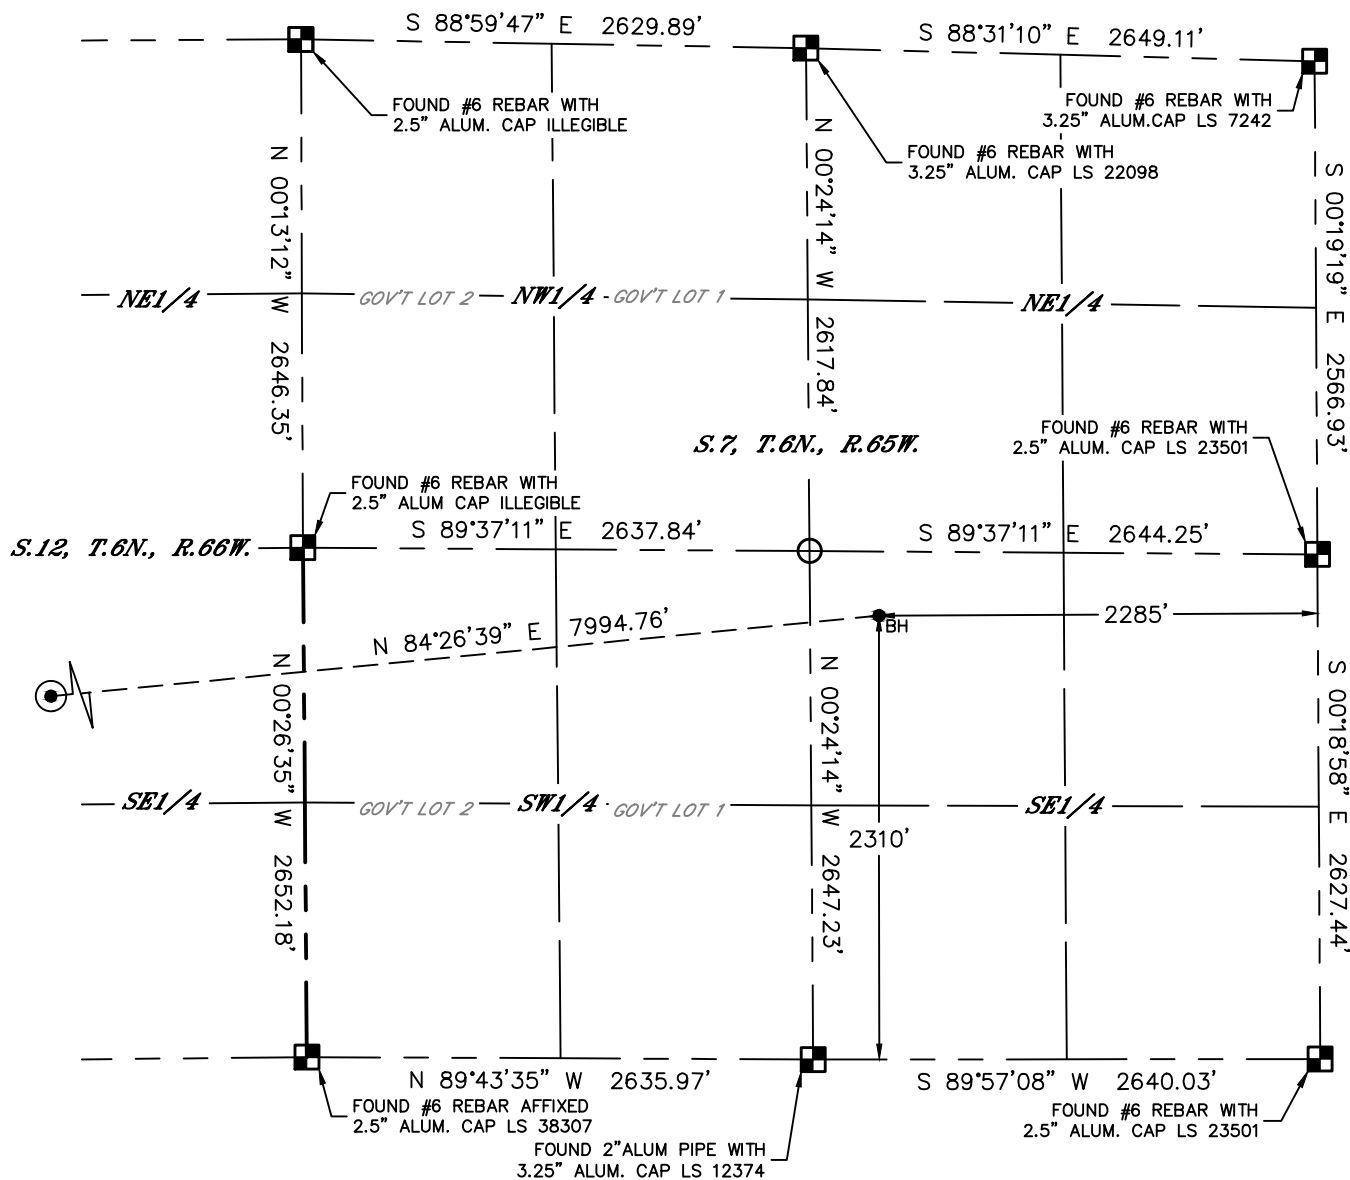 S 88°59'47" E 2629.89'
S 88°31'10" E 2649.11'
FOUND #6 REBAR WITH
2.5" ALUM. CAP ILLEGIBLE
FOUND #6 REBAR WITH
3.25" ALUM. CAP LS 22098
FOUND #6 REBAR WITH
3.25" ALUM.CAP LS 7242
N 00°13'12" W 2646.35'
N 00°24'14" W 2617.84'
S 00°19'19" E 2566.93'
NE1/4
GOV'T LOT 2
NW1/4
GOV'T LOT 1
NE1/4
S.7, T.6N., R.65W.
FOUND #6 REBAR WITH
2.5" ALUM. CAP LS 23501
FOUND #6 REBAR WITH
2.5" ALUM CAP ILLEGIBLE
S.12, T.6N., R.66W.
S 89°37'11" E 2637.84'
S 89°37'11" E 2644.25'
N 84°26'39" E 7994.76'
BH
2285'
N 00°26'35" W 2652.18'
N 00°24'14" W 2647.23'
S 00°18'58" E 2627.44'
SE1/4
GOV'T LOT 2
SW1/4
GOV'T LOT 1
SE1/4
2310'
N 89°43'35" W 2635.97'
S 89°57'08" W 2640.03'
FOUND #6 REBAR AFFIXED
2.5" ALUM. CAP LS 38307
FOUND 2"ALUM PIPE WITH
3.25" ALUM. CAP LS 12374
FOUND #6 REBAR WITH
2.5" ALUM. CAP LS 23501